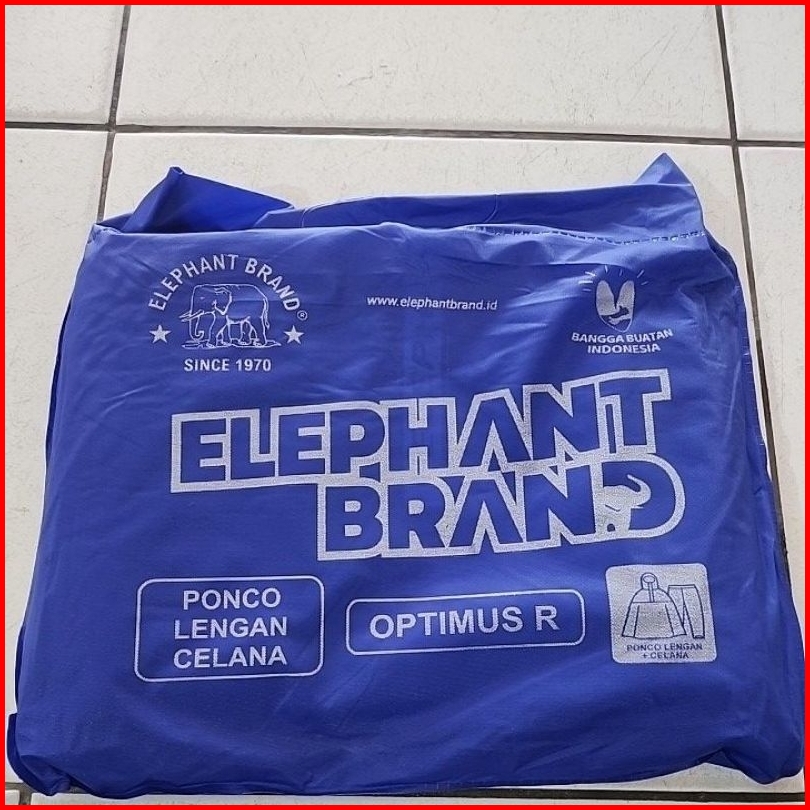 ELEPHANT BRAND®
SINCE 1970
www.elephantbrand.id
BANGGA BUATAN
INDONESIA
ELEPHANT
BRAND
PONCO
LENGAN
CELANA
OPTIMUS R
PONCO LENGAN
+ CELANA